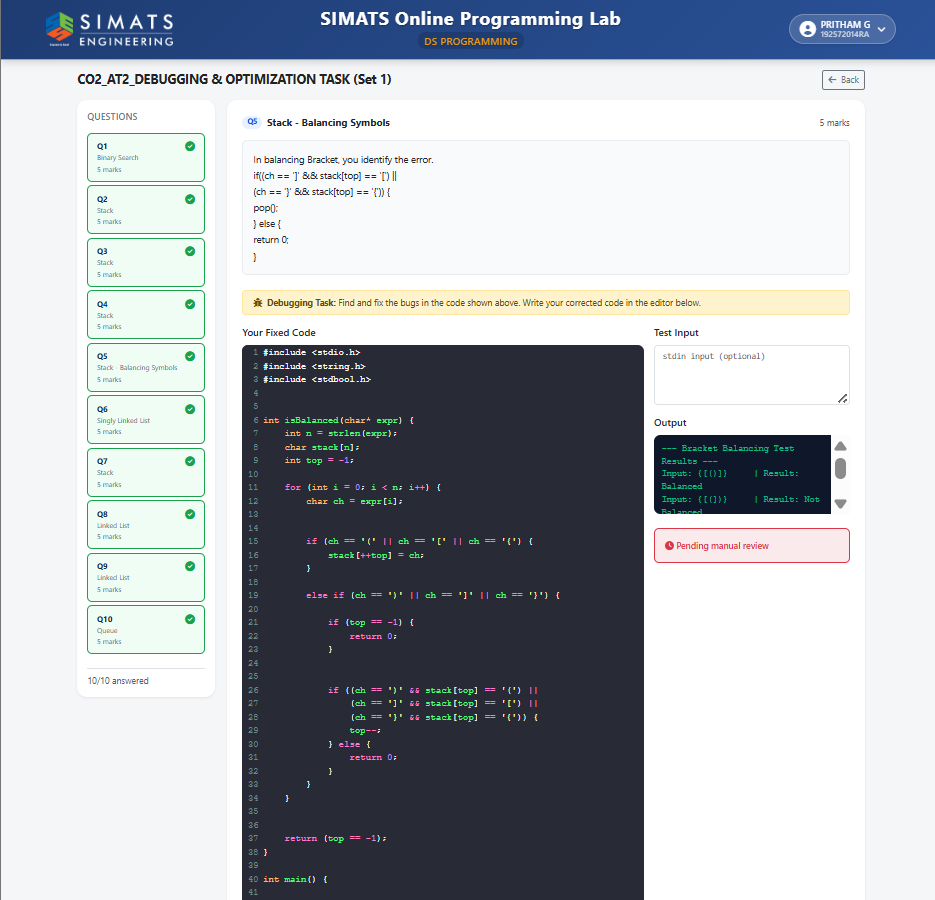 SIMATS
ENGINEERING
SIMATS Online Programming Lab
DS PROGRAMMING
PRITHAM G
192572014RA
CO2_AT2_DEBUGGING & OPTIMIZATION TASK (Set 1)
← Back
QUESTIONS
Q1
Binary Search
5 marks
Q2
Stack
5 marks
Q3
Stack
5 marks
Q4
Stack
5 marks
Q5
Stack - Balancing Symbols
5 marks
Q6
Singly Linked List
5 marks
Q7
Stack
5 marks
Q8
Linked List
5 marks
Q9
Linked List
5 marks
Q10
Queue
5 marks
10/10 answered
Q5 Stack - Balancing Symbols
5 marks
In balancing Bracket, you identify the error.
if((ch == ']' && stack[top] == '[') ||
(ch == '}' && stack[top] == '{')) {
pop();
} else {
return 0;
}
Debugging Task: Find and fix the bugs in the code shown above. Write your corrected code in the editor below.
Your Fixed Code
1 #include <stdio.h>
2 #include <string.h>
3 #include <stdbool.h>
4
5
6 int isBalanced(char* expr) {
7     int n = strlen(expr);
8     char stack[n];
9     int top = -1;
10
11     for (int i = 0; i < n; i++) {
12         char ch = expr[i];
13
14
15         if (ch == '(' || ch == '[' || ch == '{') {
16             stack[++top] = ch;
17         }
18
19         else if (ch == ')' || ch == ']' || ch == '}') {
20
21             if (top == -1) {
22                 return 0;
23             }
24
25
26             if ((ch == ')' && stack[top] == '(') ||
27                 (ch == ']' && stack[top] == '[') ||
28                 (ch == '}' && stack[top] == '{')) {
29                 top--;
30             } else {
31                 return 0;
32             }
33         }
34     }
35
36
37     return (top == -1);
38 }
39
40 int main() {
41
Test Input
stdin input (optional)
Output
--- Bracket Balancing Test
Results ---
Input: {[()]}     | Result:
Balanced
Input: {[(])}     | Result: Not
Balanced
Pending manual review